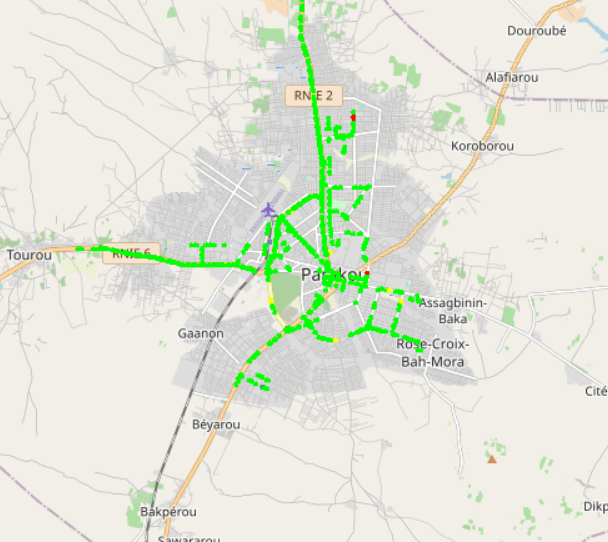 Douroubé
Alafiarou
RNIE 2
Koroborou
Tourou
RNIE 6
Parakou
Assagbinin-
Baka
Gaanon
Rose-Croix-
Bah-Mora
Cité
Béyarou
Bakpérou
Dikp
Sawararou